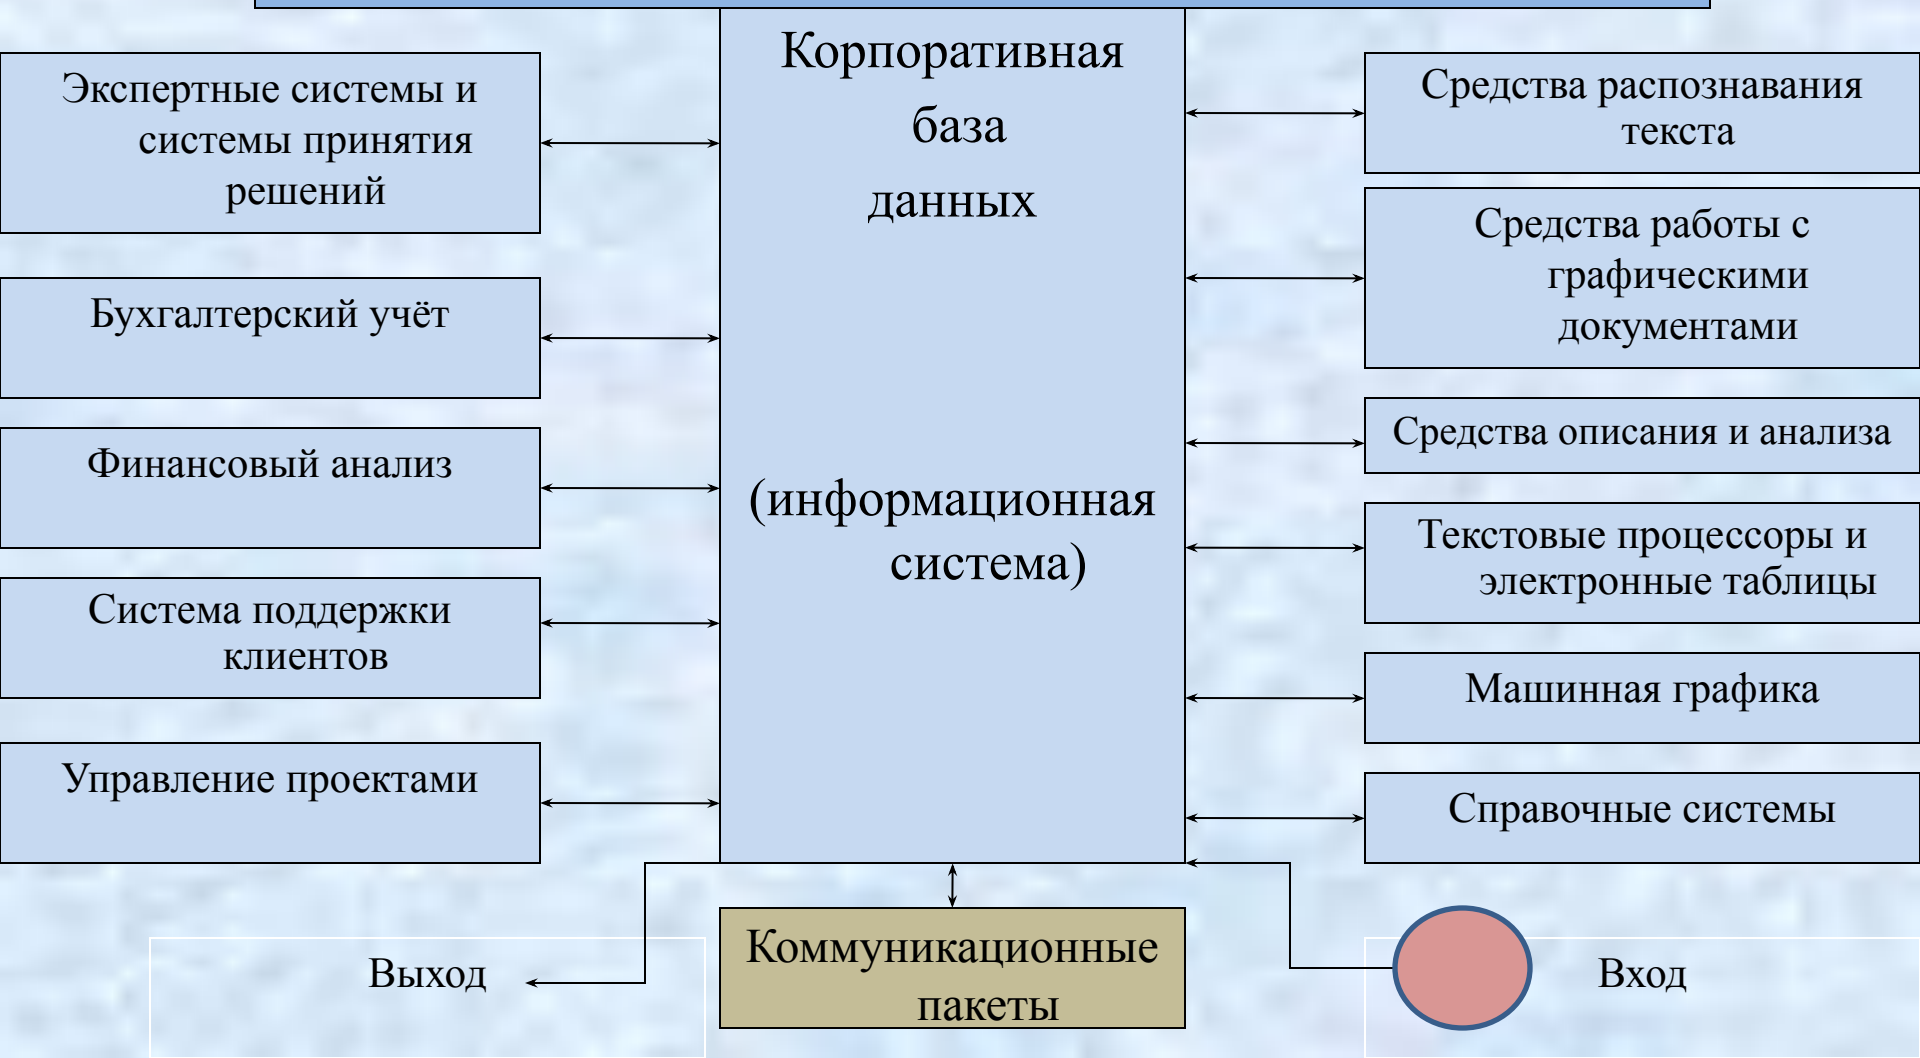 Корпоративная
база
данных
(информационная
система)
Экспертные системы и
системы принятия
решений
Бухгалтерский учёт
Финансовый анализ
Система поддержки
клиентов
Управление проектами
Средства распознавания
текста
Средства работы с
графическими
документами
Средства описания и анализа
Текстовые процессоры и
электронные таблицы
Машинная графика
Справочные системы
Выход
Коммуникационные
пакеты
Вход